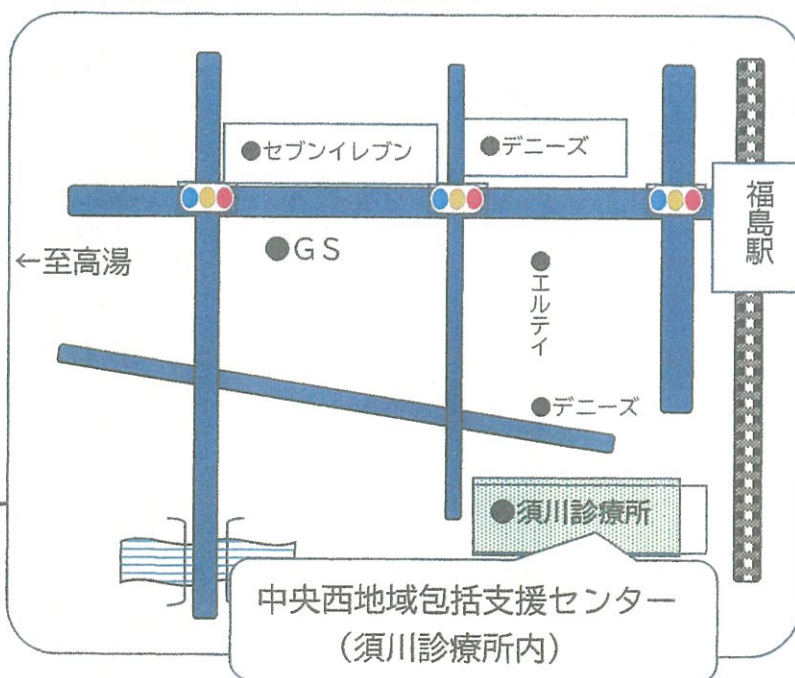 ●セブンイレブン
●デニーズ
福島駅
←至高湯
●GS
●エルティ
●デニーズ
●須川診療所
中央西地域包括支援センター
（須川診療所内）